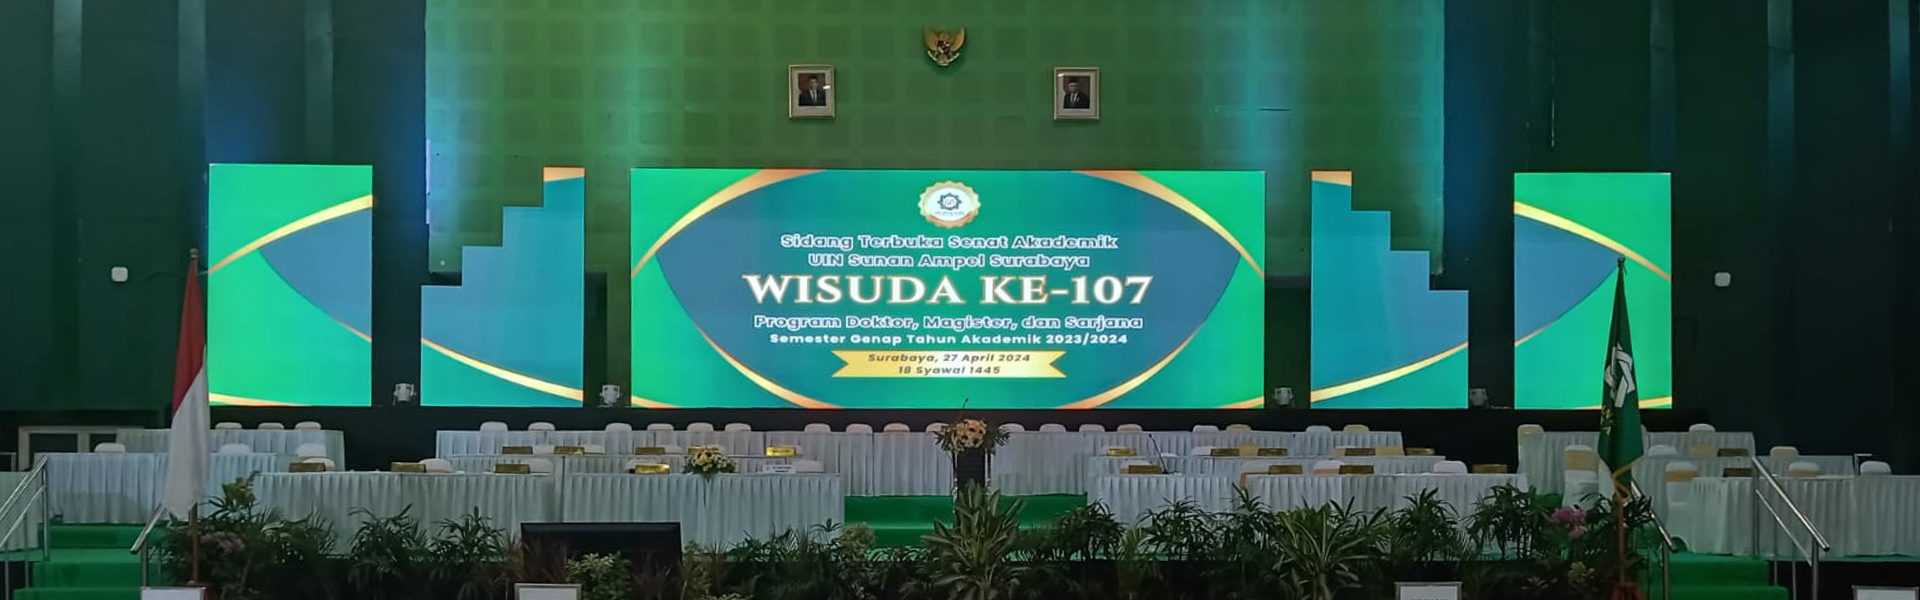 Sidang Terbuka Senat Akademik
UIN Sunan Ampel Surabaya
WISUDA KE-107
Program Doktor, Magister, dan Sarjana
Semester Genap Tahun Akademik 2023/2024
Surabaya, 27 April 2024
18 Syawal 1445